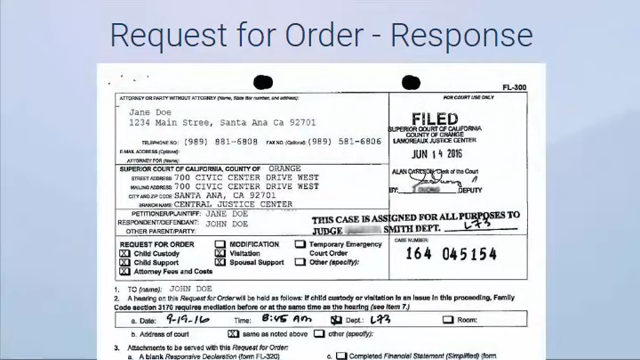 Request for Order - Response
FL-300
ATTORNEY OR PARTY WITHOUT ATTORNEY (Name, State Bar number, and address):
FOR COURT USE ONLY
Jane Doe
1234 Main Stree, Santa Ana Ca 92701
TELEPHONE NO.: (989) 881-6808 FAX NO. (Optional): (989) 581-6806
E-MAIL ADDRESS (Optional):
ATTORNEY FOR (Name):
FILED
SUPERIOR COURT OF CALIFORNIA
COUNTY OF ORANGE
LAMOREAUX JUSTICE CENTER
JUN 14 2016
ALAN CARLSON, Clerk of the Court
BY: DEPUTY
SUPERIOR COURT OF CALIFORNIA, COUNTY OF ORANGE
STREET ADDRESS: 700 CIVIC CENTER DRIVE WEST
MAILING ADDRESS: 700 CIVIC CENTER DRIVE WEST
CITY AND ZIP CODE: SANTA ANA, CA 92701
BRANCH NAME: CENTRAL JUSTICE CENTER
PETITIONER/PLAINTIFF: JANE DOE
RESPONDENT/DEFENDANT: JOHN DOE
OTHER PARENT/PARTY:
THIS CASE IS ASSIGNED FOR ALL PURPOSES TO
JUDGE SMITH DEPT. L73
REQUEST FOR ORDER MODIFICATION Temporary Emergency
Child Custody Visitation Court Order
Child Support Spousal Support Other (specify):
Attorney Fees and Costs
CASE NUMBER:
164 045154
1. TO (name): JOHN DOE
2. A hearing on this Request for Order will be held as follows: If child custody or visitation is an issue in this proceeding, Family
Code section 3170 requires mediation before or at the same time as the hearing (see item 7.)
a. Date: 9-19-16 Time: 8:45 AM Dept.: L73 Room:
b. Address of court same as noted above other (specify):
3. Attachments to be served with this Request for Order:
a. A blank Responsive Declaration (form FL-320) c. Completed Financial Statement (Simplified) (form